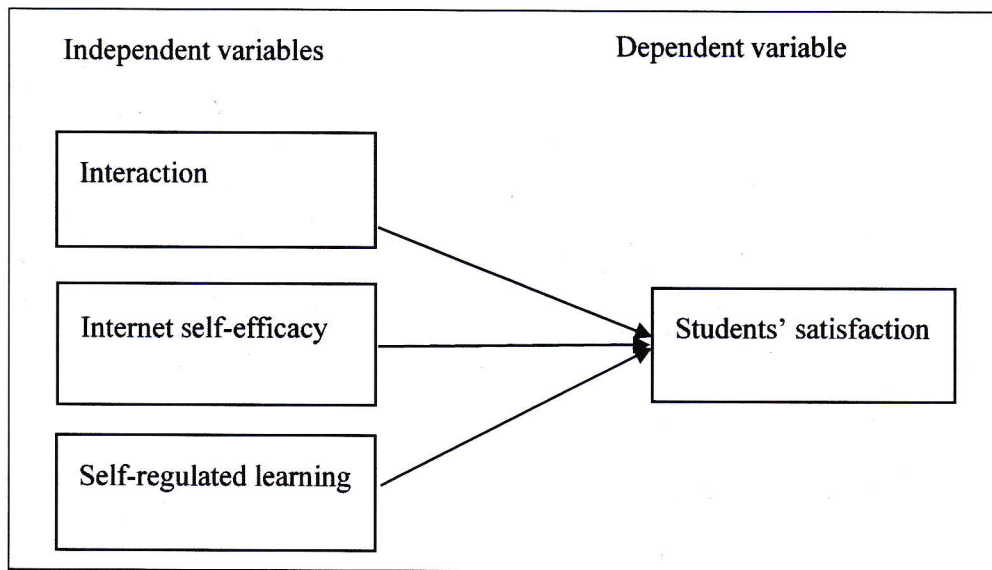 Independent variables
Dependent variable
Interaction
Internet self-efficacy
Students’ satisfaction
Self-regulated learning